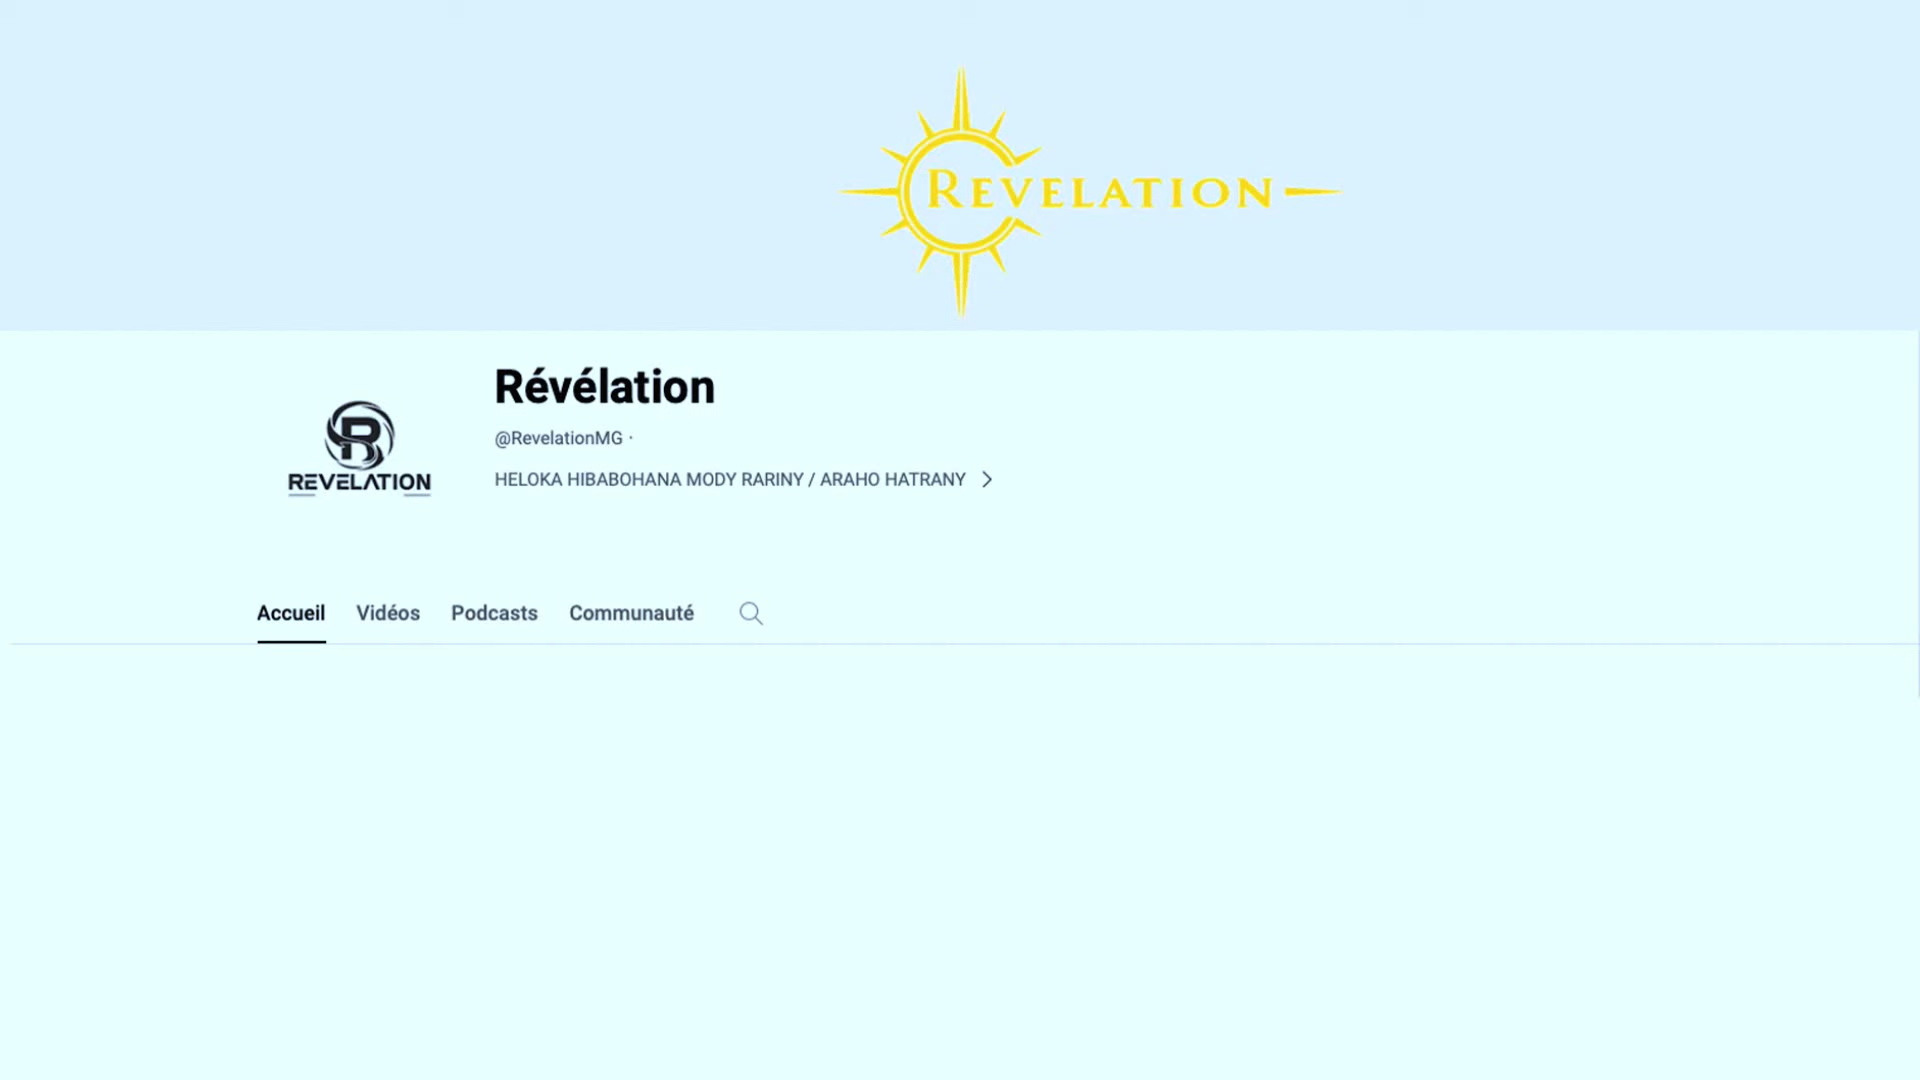 REVELATION
Révélation
@RevelationMG ·
HELOKA HIBABOHANA MODY RARINY / ARAHO HATRANY
REVELATION
Accueil Vidéos Podcasts Communauté